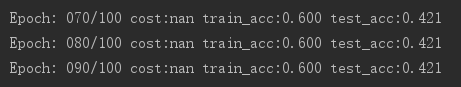 Epoch: 070/100 cost:nan train_acc:0.600 test_acc:0.421
Epoch: 080/100 cost:nan train_acc:0.600 test_acc:0.421
Epoch: 090/100 cost:nan train_acc:0.600 test_acc:0.421